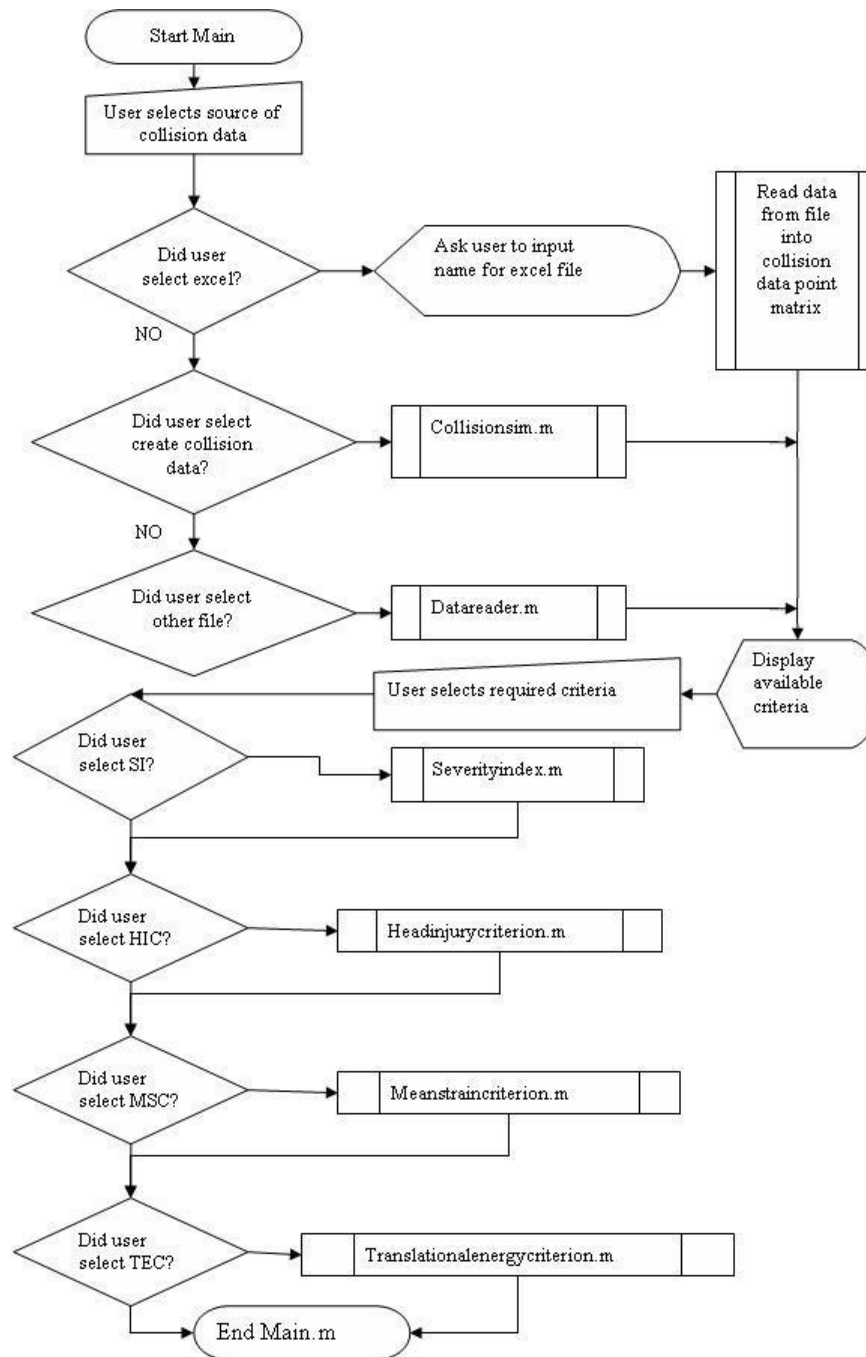 Start Main
User selects source of
collision data
Did user
select excel?
Ask user to input
name for excel file
Read data
from file
into
collision
data point
matrix
NO
Did user select
create collision
data?
Collisionsim.m
NO
Did user select
other file?
Datareader.m
Display
available
criteria
User selects required criteria
Did user
select SI?
Severityindex.m
Did user
select HIC?
Headinjurycriterion.m
Did user
select MSC?
Meanstraincriterion.m
Did user
select TEC?
Translationalenergycriterion.m
End Main.m